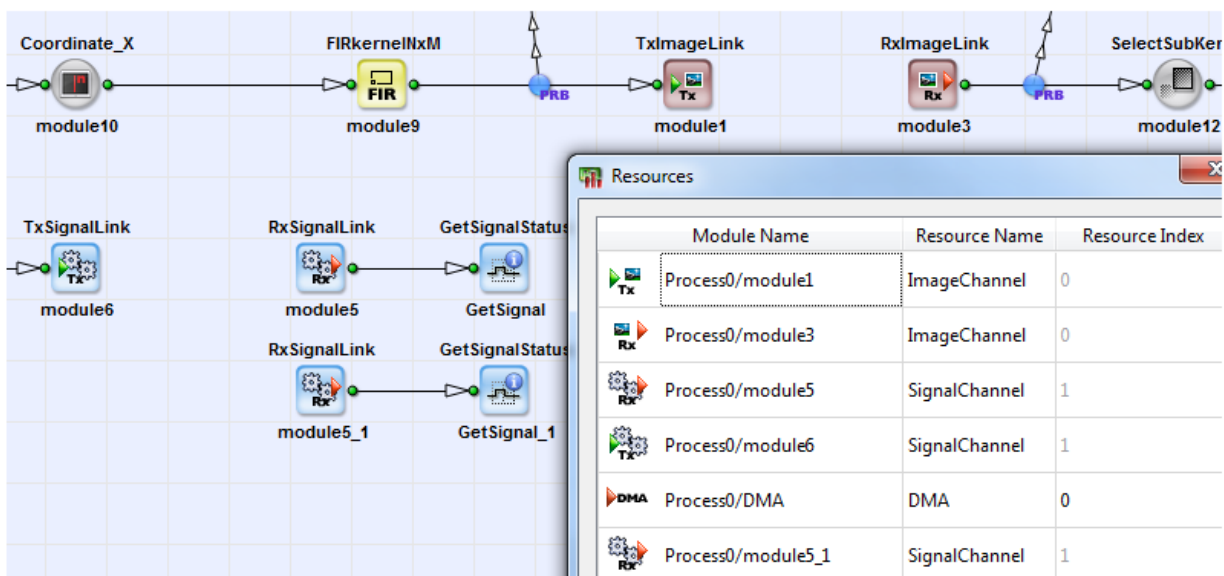 Coordinate_X FIRkernelNxM TxImageLink RxImageLink SelectSubKer
FIR PRB Tx Rx PRB
module10 module9 module1 module3 module12
TxSignalLink RxSignalLink GetSignalStatus
Tx Rx
module6 module5 GetSignal
RxSignalLink GetSignalStatus
Rx
module5_1 GetSignal_1
Resources
Module Name Resource Name Resource Index
Tx Process0/module1 ImageChannel 0
Rx Process0/module3 ImageChannel 0
Rx Process0/module5 SignalChannel 1
Tx Process0/module6 SignalChannel 1
DMA Process0/DMA DMA 0
Rx Process0/module5_1 SignalChannel 1